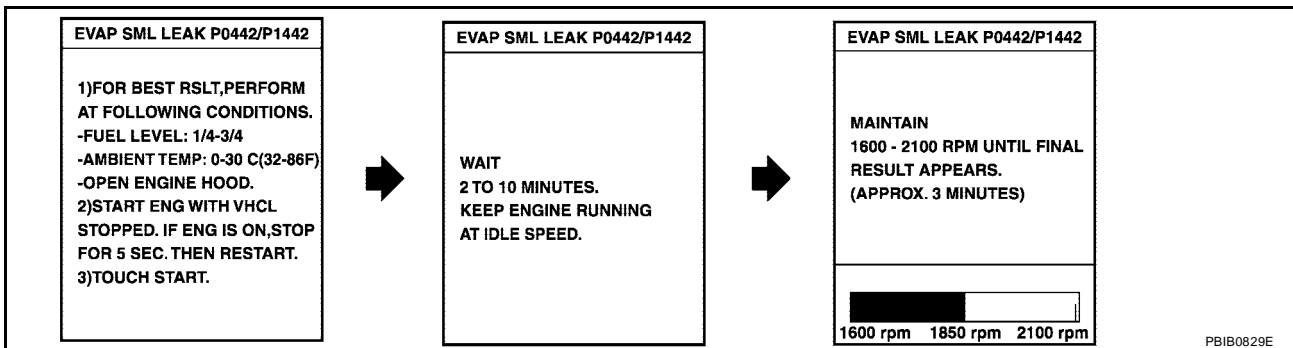 EVAP SML LEAK P0442/P1442
1)FOR BEST RSLT,PERFORM
AT FOLLOWING CONDITIONS.
-FUEL LEVEL: 1/4-3/4
-AMBIENT TEMP: 0-30 C(32-86F)
-OPEN ENGINE HOOD.
2)START ENG WITH VHCL
STOPPED. IF ENG IS ON,STOP
FOR 5 SEC. THEN RESTART.
3)TOUCH START.
EVAP SML LEAK P0442/P1442
WAIT
2 TO 10 MINUTES.
KEEP ENGINE RUNNING
AT IDLE SPEED.
EVAP SML LEAK P0442/P1442
MAINTAIN
1600 - 2100 RPM UNTIL FINAL
RESULT APPEARS.
(APPROX. 3 MINUTES)
1600 rpm 1850 rpm 2100 rpm
PBIB0829E